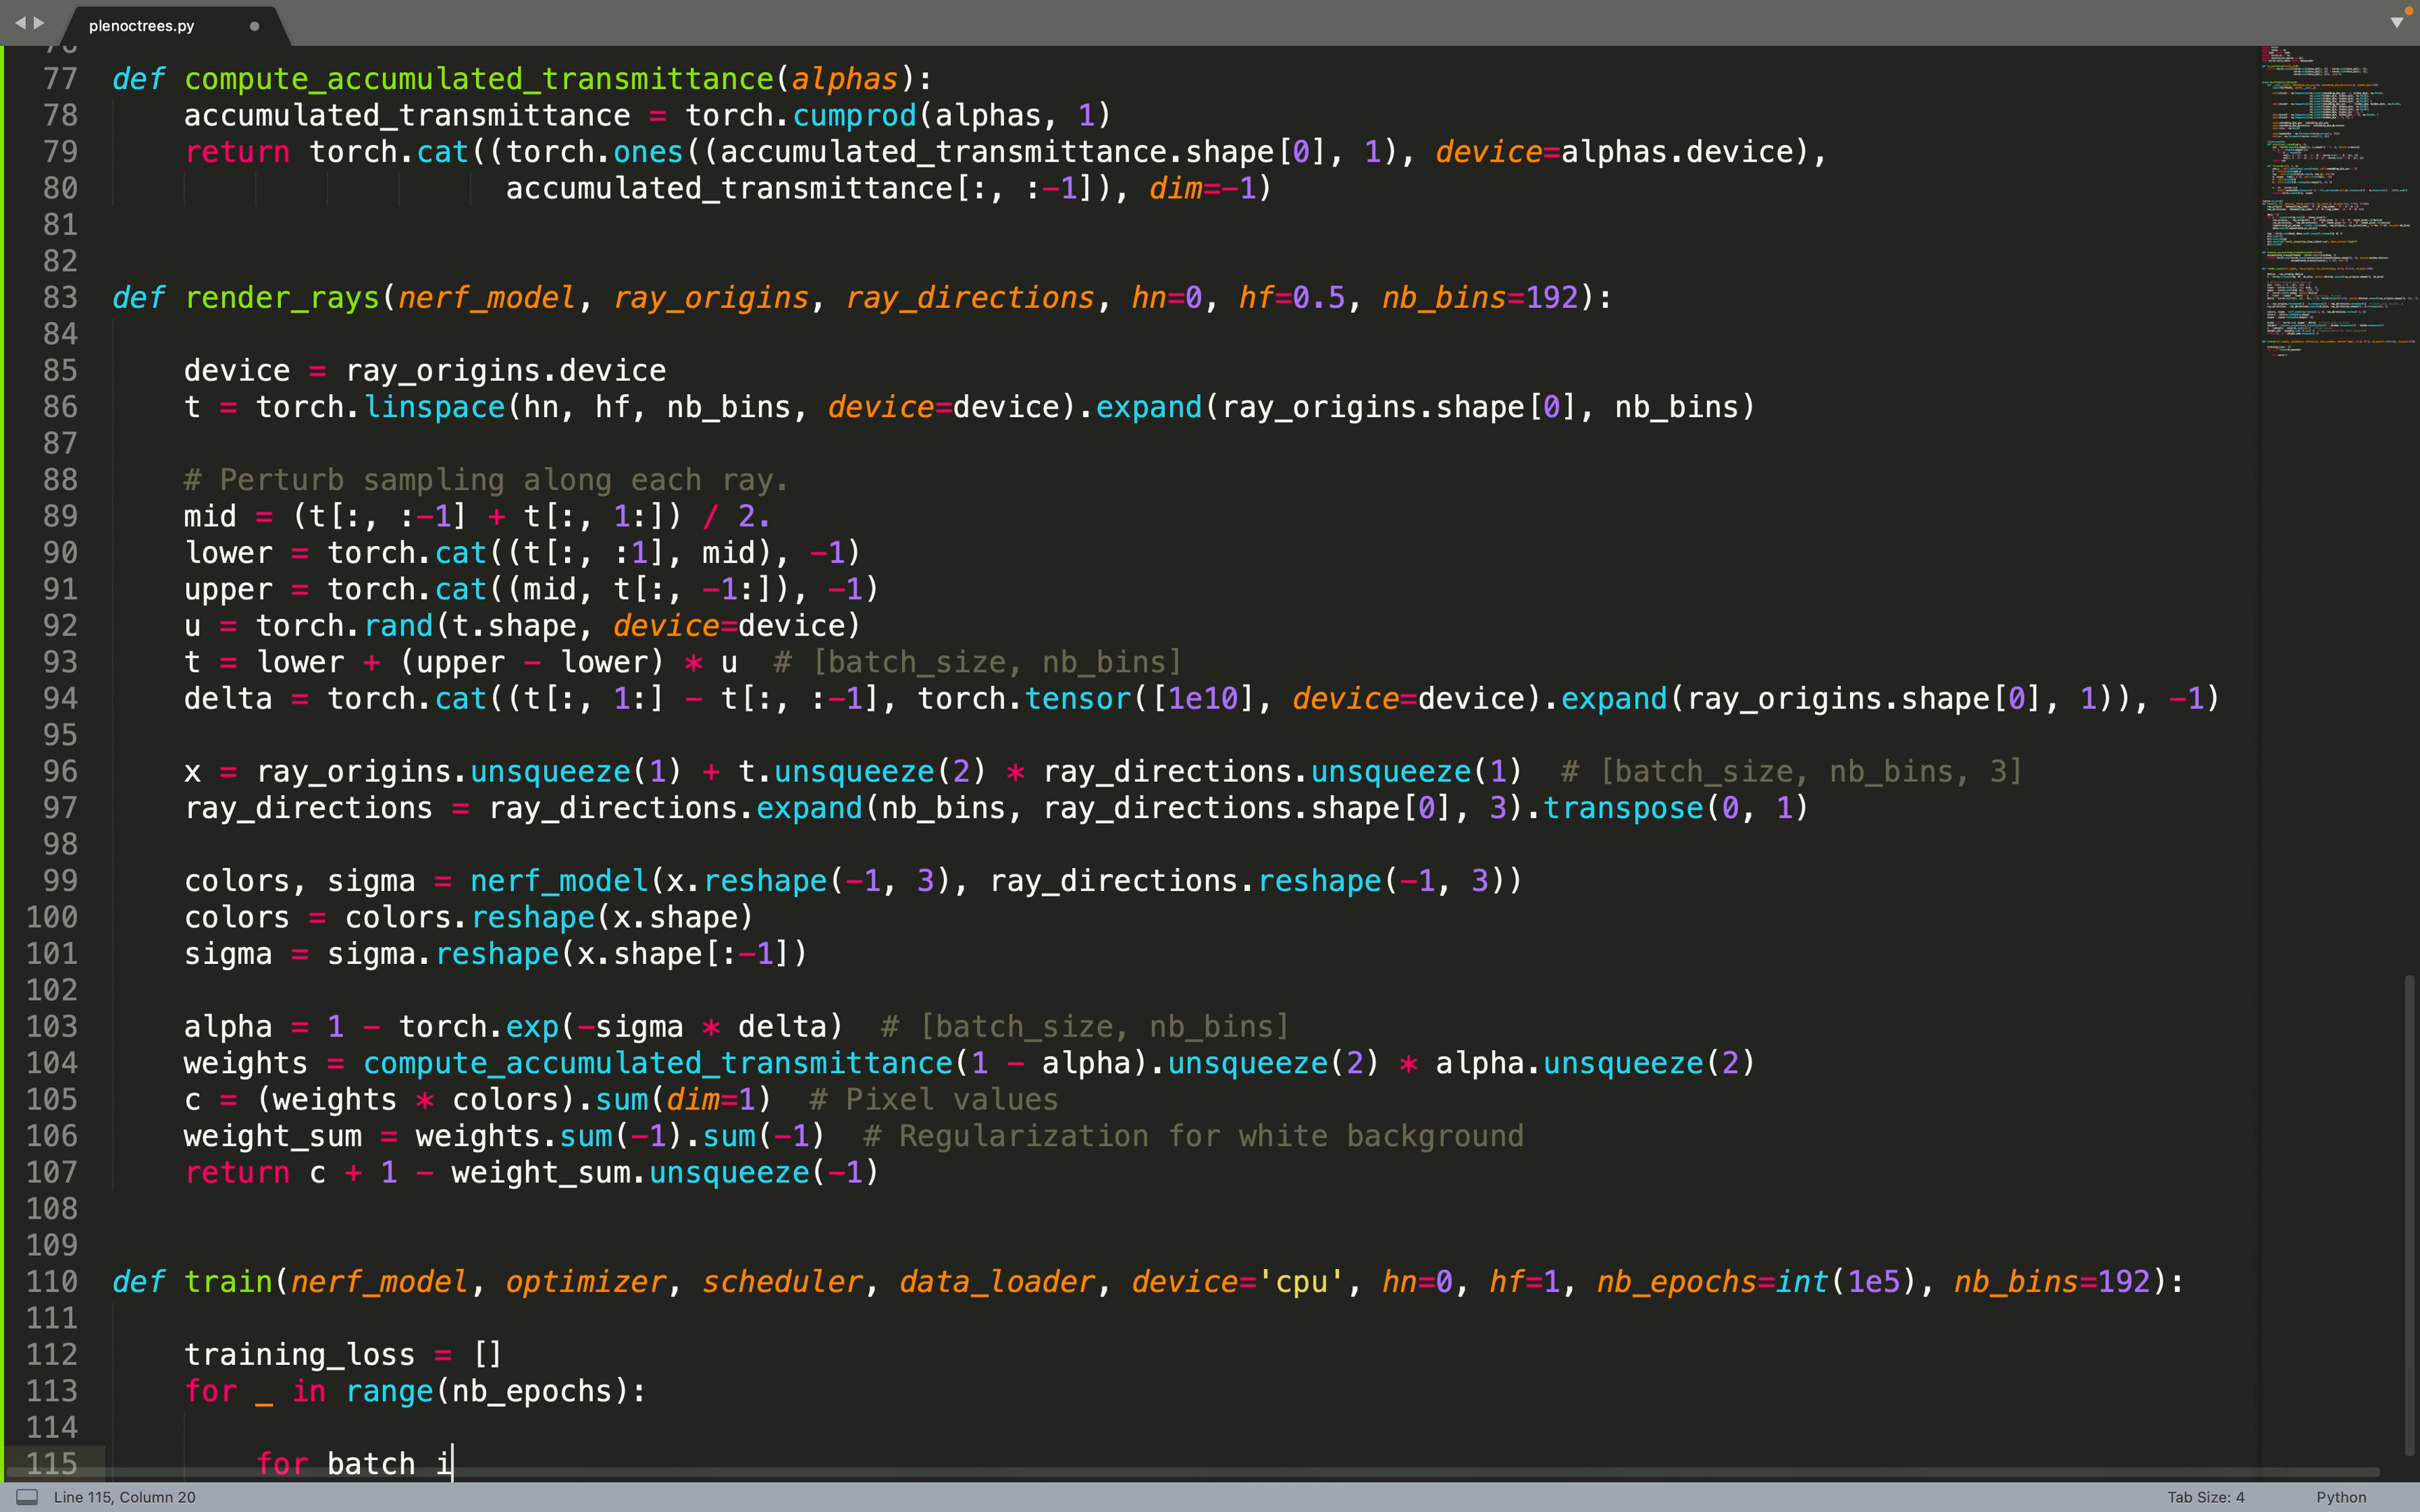 plenoctrees.py
76
77 def compute_accumulated_transmittance(alphas):
78     accumulated_transmittance = torch.cumprod(alphas, 1)
79     return torch.cat((torch.ones((accumulated_transmittance.shape[0], 1), device=alphas.device),
80                       accumulated_transmittance[:, :-1]), dim=-1)
81
82
83 def render_rays(nerf_model, ray_origins, ray_directions, hn=0, hf=0.5, nb_bins=192):
84
85     device = ray_origins.device
86     t = torch.linspace(hn, hf, nb_bins, device=device).expand(ray_origins.shape[0], nb_bins)
87
88     # Perturb sampling along each ray.
89     mid = (t[:, :-1] + t[:, 1:]) / 2.
90     lower = torch.cat((t[:, :1], mid), -1)
91     upper = torch.cat((mid, t[:, -1:]), -1)
92     u = torch.rand(t.shape, device=device)
93     t = lower + (upper - lower) * u  # [batch_size, nb_bins]
94     delta = torch.cat((t[:, 1:] - t[:, :-1], torch.tensor([1e10], device=device).expand(ray_origins.shape[0], 1)), -1)
95
96     x = ray_origins.unsqueeze(1) + t.unsqueeze(2) * ray_directions.unsqueeze(1)  # [batch_size, nb_bins, 3]
97     ray_directions = ray_directions.expand(nb_bins, ray_directions.shape[0], 3).transpose(0, 1)
98
99     colors, sigma = nerf_model(x.reshape(-1, 3), ray_directions.reshape(-1, 3))
100     colors = colors.reshape(x.shape)
101     sigma = sigma.reshape(x.shape[:-1])
102
103     alpha = 1 - torch.exp(-sigma * delta)  # [batch_size, nb_bins]
104     weights = compute_accumulated_transmittance(1 - alpha).unsqueeze(2) * alpha.unsqueeze(2)
105     c = (weights * colors).sum(dim=1)  # Pixel values
106     weight_sum = weights.sum(-1).sum(-1)  # Regularization for white background
107     return c + 1 - weight_sum.unsqueeze(-1)
108
109
110 def train(nerf_model, optimizer, scheduler, data_loader, device='cpu', hn=0, hf=1, nb_epochs=int(1e5), nb_bins=192):
111
112     training_loss = []
113     for _ in range(nb_epochs):
114
115         for batch i
Line 115, Column 20
Tab Size: 4
Python